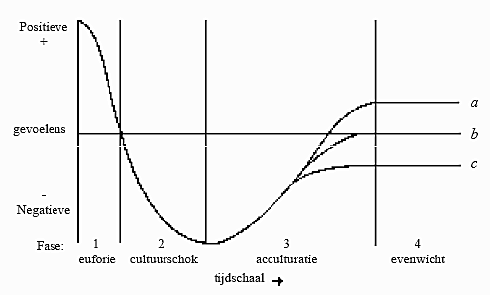 Positieve
+
gevoelens
-
Negatieve
a
b
c
Fase: 1 2 3 4
euforie cultuurschok acculturatie evenwicht
tijdschaal →